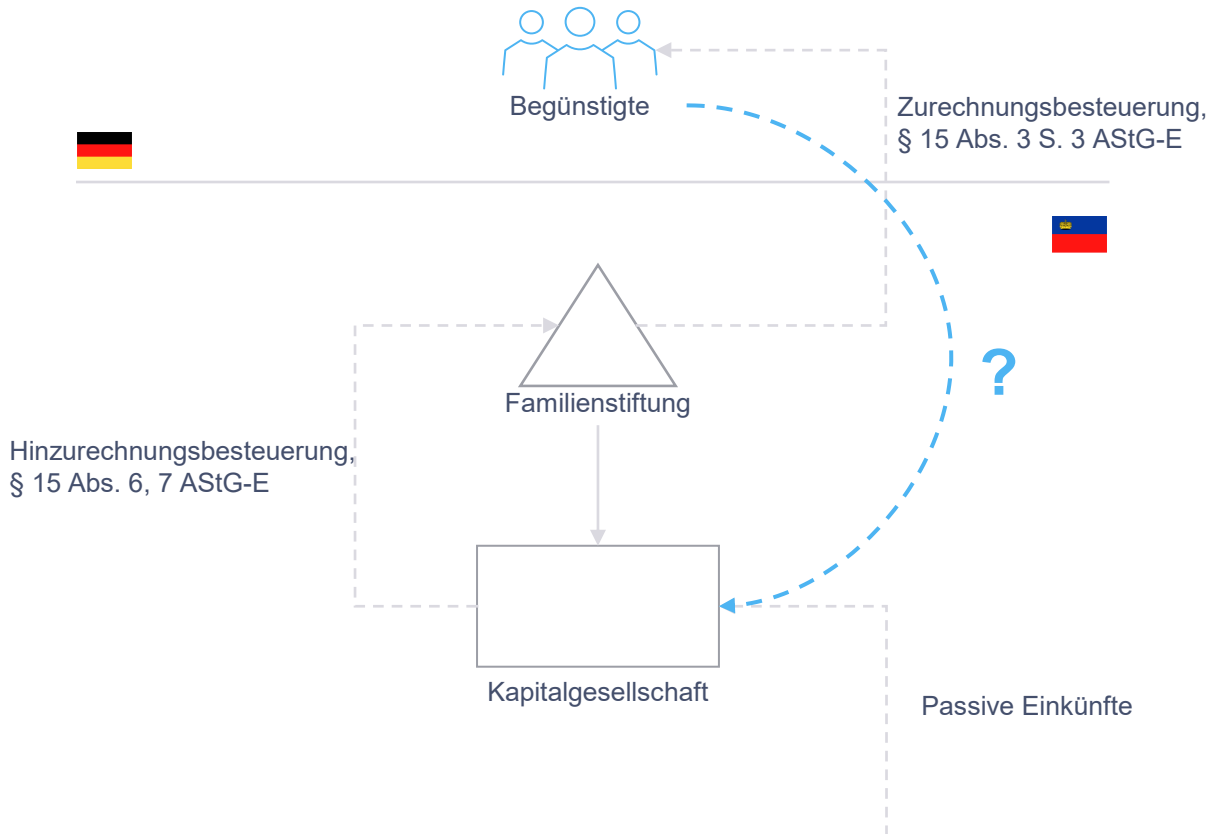 Begünstigte
Zurechnungsbesteuerung,
§ 15 Abs. 3 S. 3 AStG-E
?
Familienstiftung
Hinzurechnungsbesteuerung,
§ 15 Abs. 6, 7 AStG-E
Kapitalgesellschaft
Passive Einkünfte